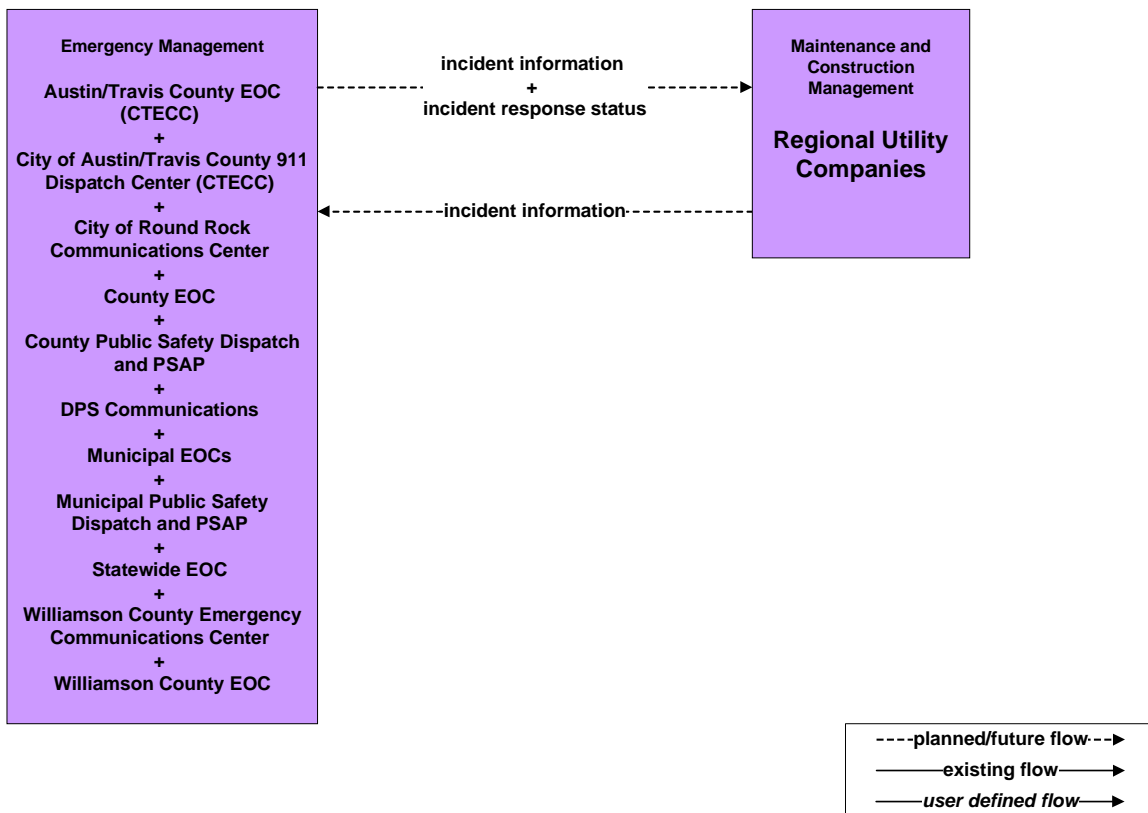 Emergency Management
Austin/Travis County EOC
(CTECC)
+
City of Austin/Travis County 911
Dispatch Center (CTECC)
+
City of Round Rock
Communications Center
+
County EOC
+
County Public Safety Dispatch
and PSAP
+
DPS Communications
+
Municipal EOCs
+
Municipal Public Safety
Dispatch and PSAP
+
Statewide EOC
+
Williamson County Emergency
Communications Center
+
Williamson County EOC
incident information
+
incident response status
incident information
Maintenance and
Construction
Management
Regional Utility
Companies
planned/future flow
existing flow
user defined flow